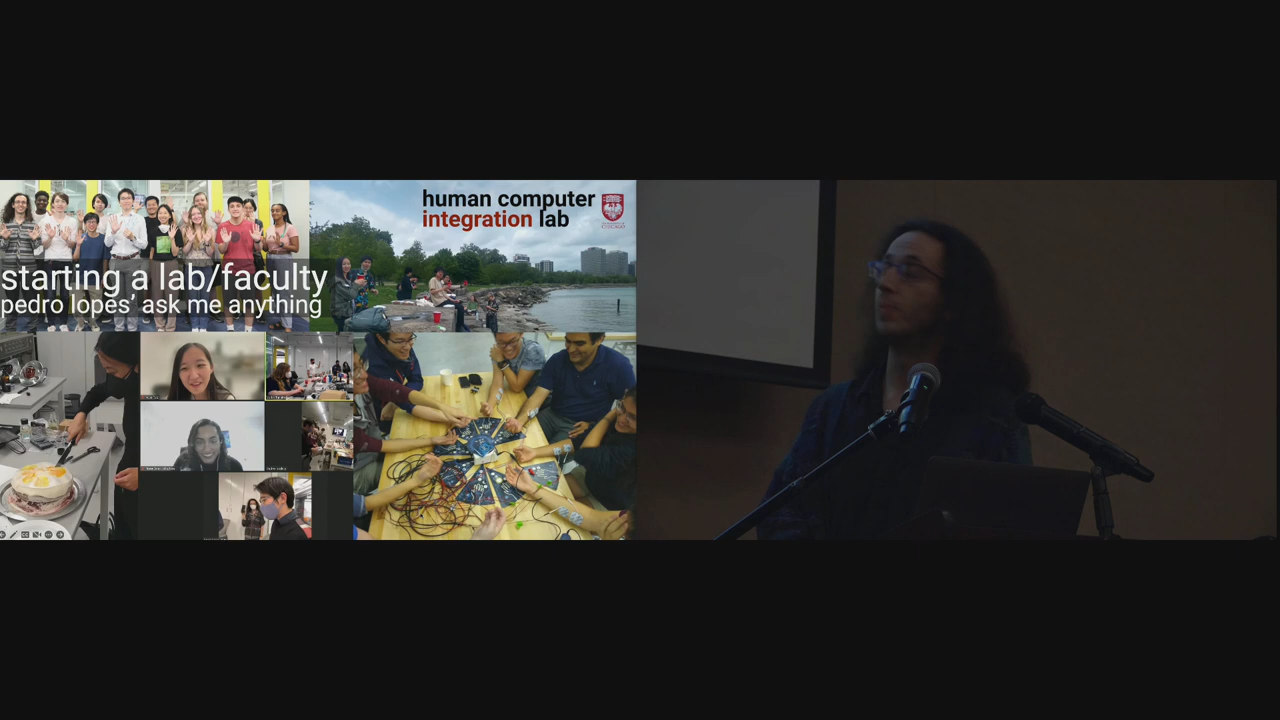 human computer
integration lab
starting a lab/faculty
pedro lopes’ ask me anything